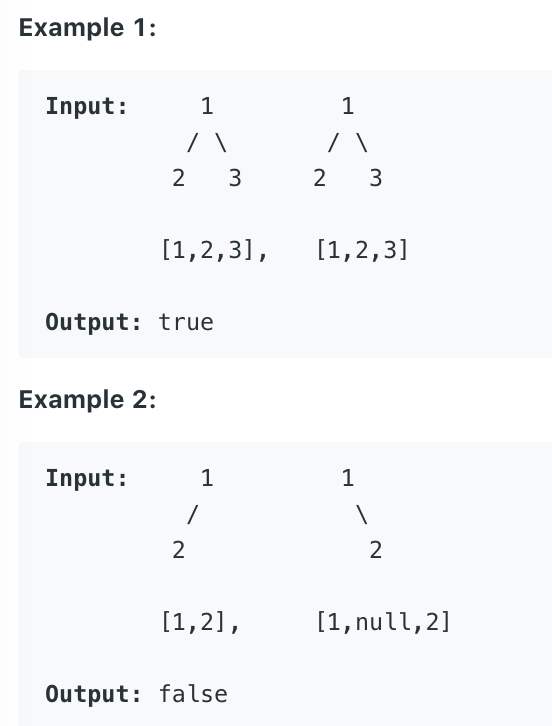 Example 1:
Input:     1         1
          / \       / \
         2   3     2   3
        [1,2,3],   [1,2,3]
Output: true
Example 2:
Input:     1         1
          /           \
         2             2
        [1,2],     [1,null,2]
Output: false